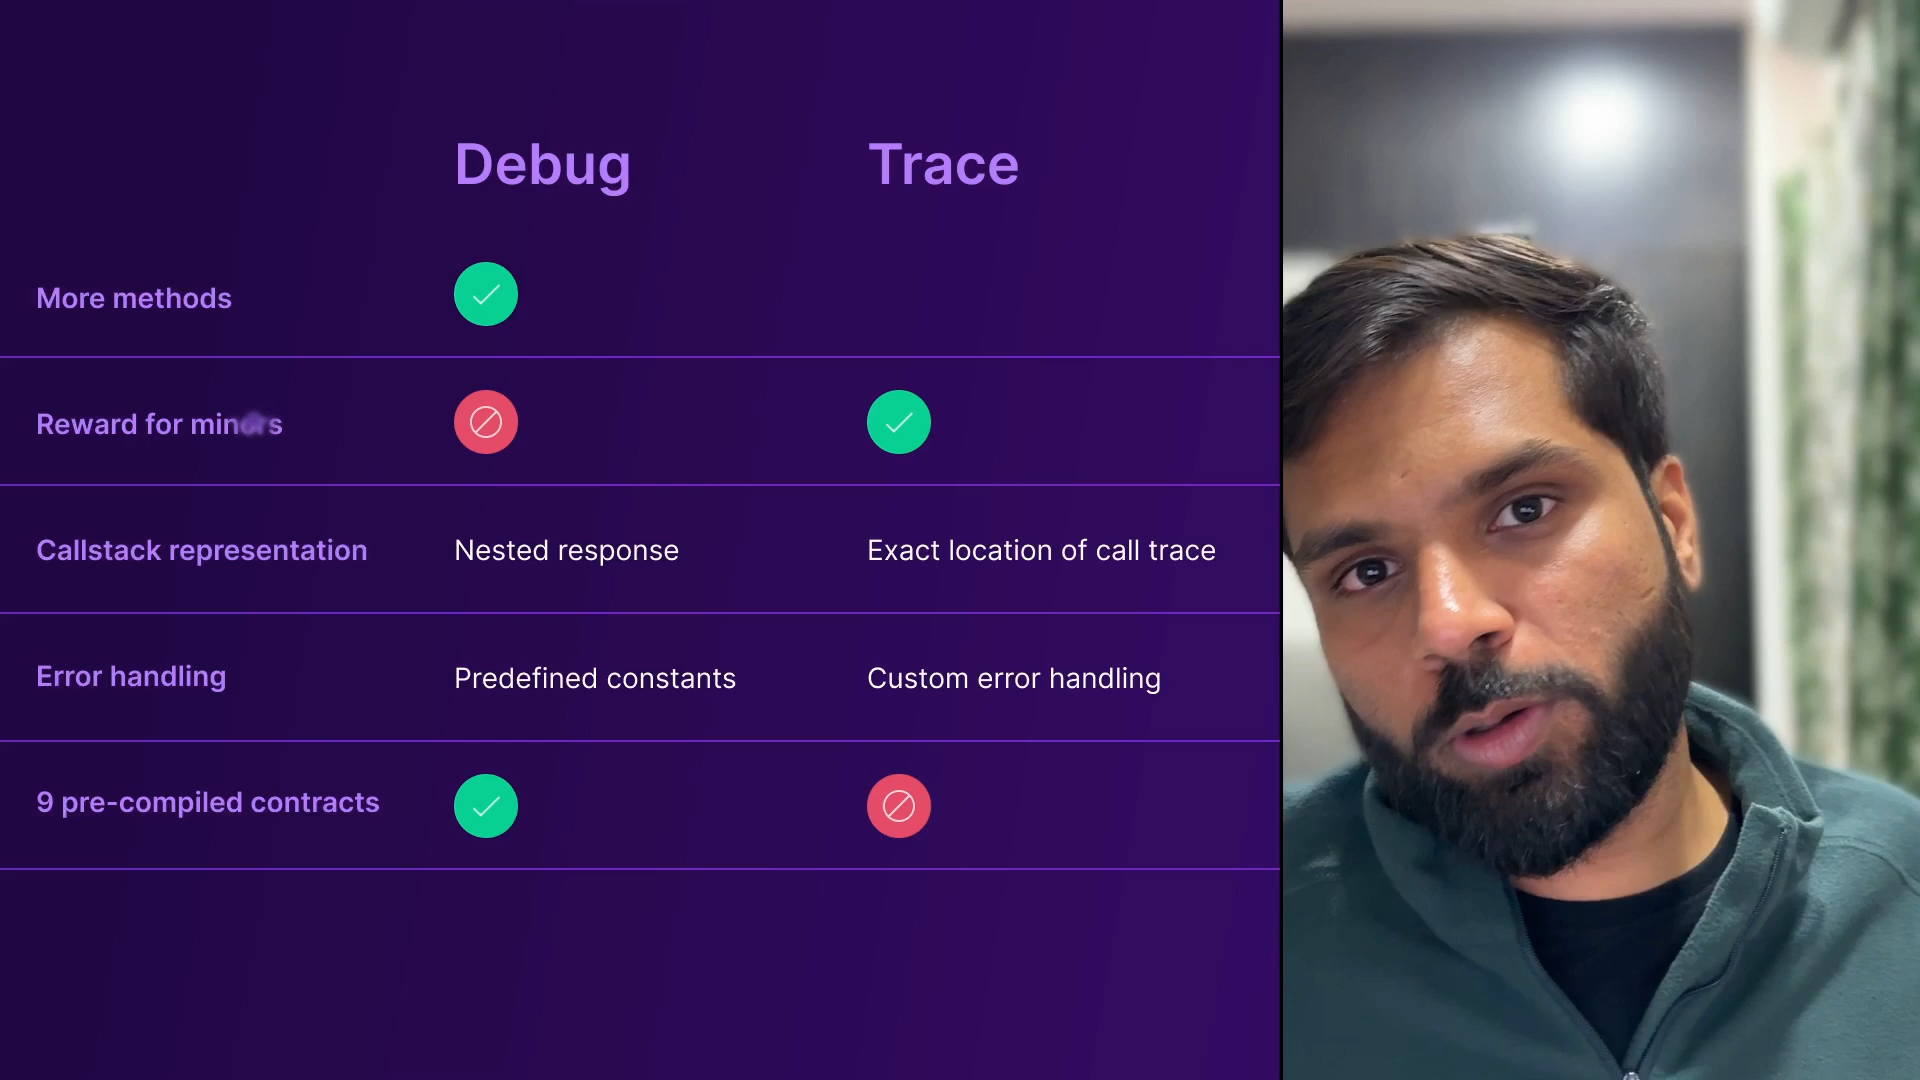 Debug Trace
More methods
Reward for
Callstack representation Nested response Exact location of call trace
Error handling Predefined constants Custom error handling
9 pre-compiled contracts